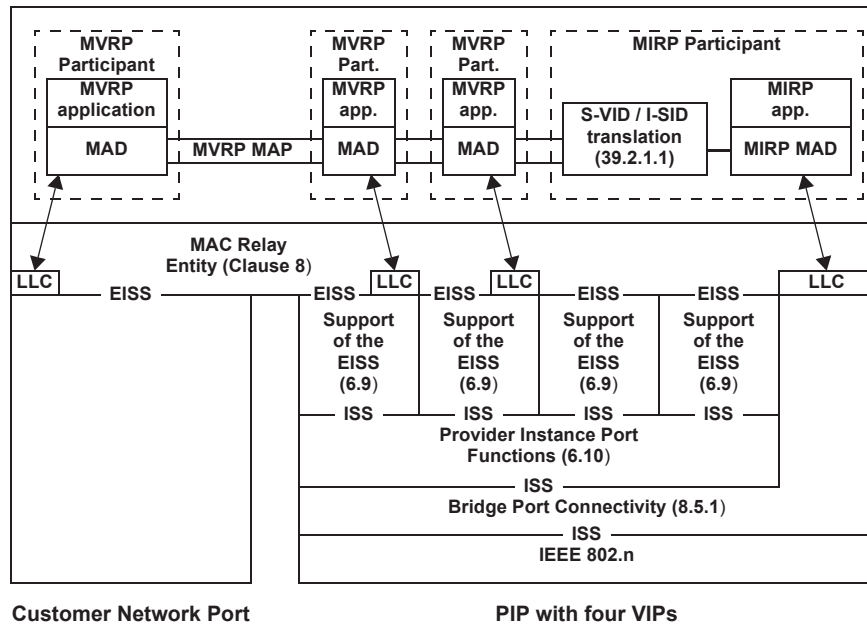 MVRP
Participant
MVRP
application
MAD
MVRP MAP
MVRP
Part.
MVRP
app.
MAD
MVRP
Part.
MVRP
app.
MAD
MIRP Participant
S-VID / I-SID
translation
(39.2.1.1)
MIRP
app.
MIRP MAD
MAC Relay
Entity (Clause 8)
LLC
EISS
EISS
LLC
EISS
LLC
EISS
EISS
LLC
Support
of the
EISS
(6.9)
Support
of the
EISS
(6.9)
Support
of the
EISS
(6.9)
Support
of the
EISS
(6.9)
ISS
ISS
ISS
ISS
Provider Instance Port
Functions (6.10)
ISS
Bridge Port Connectivity (8.5.1)
ISS
IEEE 802.n
Customer Network Port
PIP with four VIPs